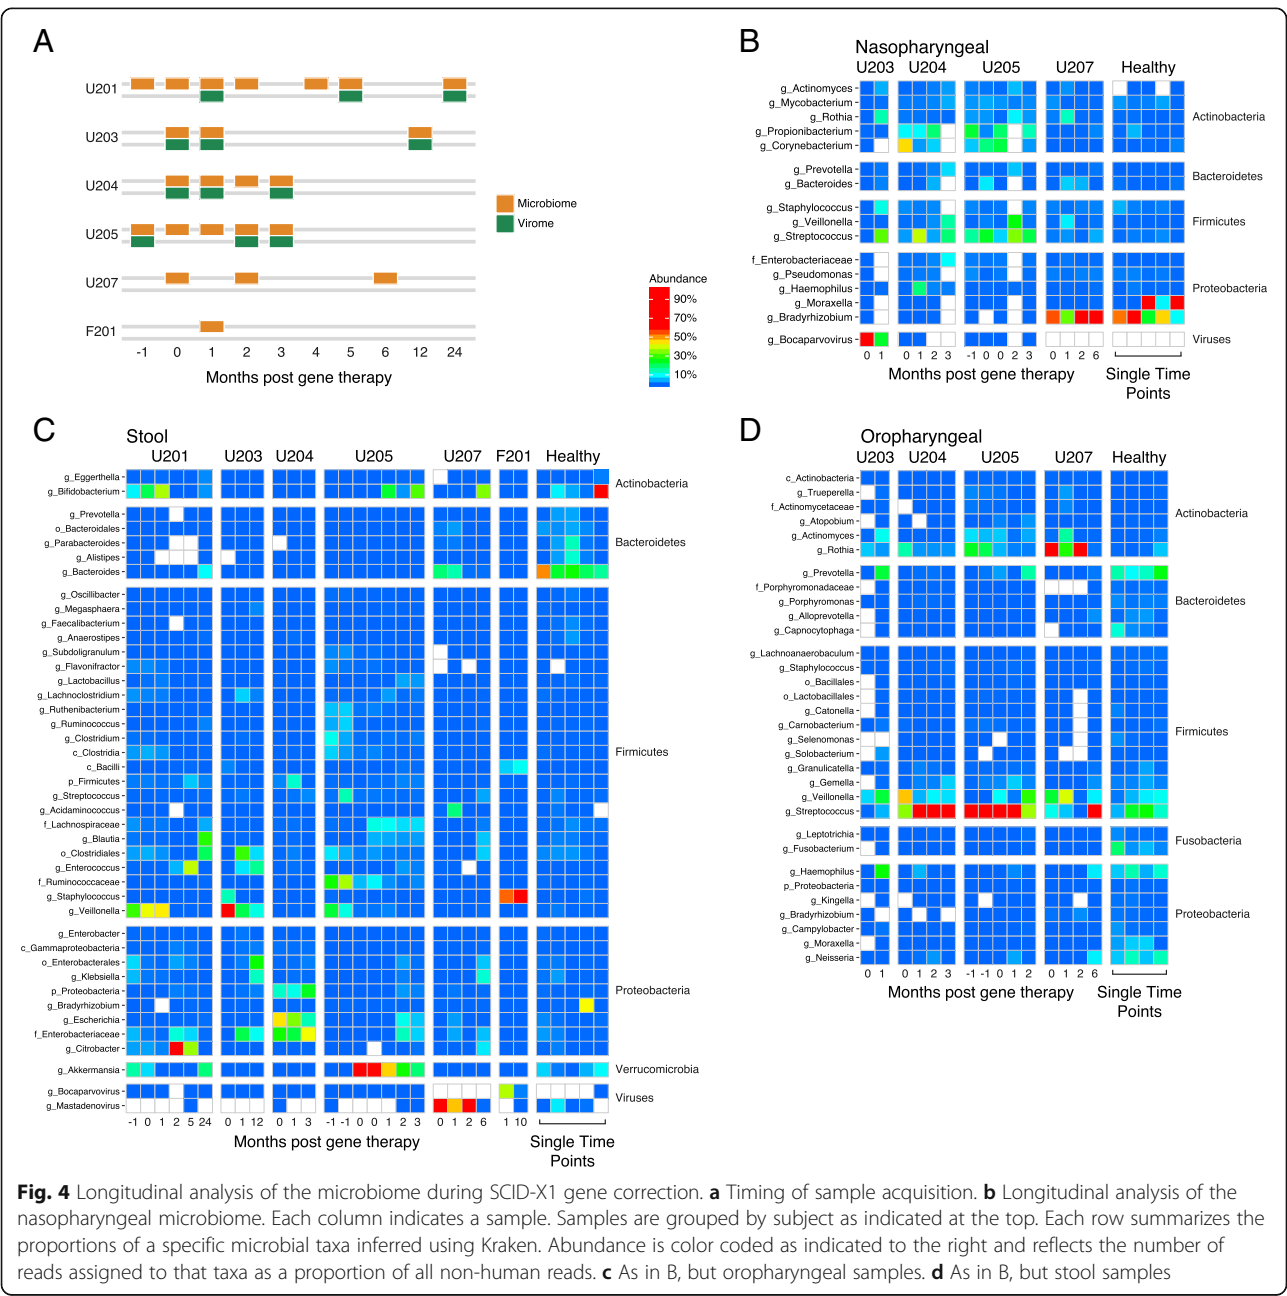 A
U201
U203
U204
U205
U207
F201
-1 0 1 2 3 4 5 6 12 24
Months post gene therapy
Microbiome
Virome
B
Nasopharyngeal
U203 U204 U205 U207 Healthy
g_Actinomyces
g_Mycobacterium
g_Rothia
g_Propionibacterium
g_Corynebacterium
Actinobacteria
g_Prevotella
g_Bacteroides
Bacteroidetes
g_Staphylococcus
g_Veillonella
g_Streptococcus
Firmicutes
f_Enterobacteriaceae
g_Pseudomonas
g_Haemophilus
g_Moraxella
g_Bradyrhizobium
Proteobacteria
g_Bocaparvovirus
Viruses
0 1 0 1 2 3 -1 0 0 2 3 0 1 2 6
Months post gene therapy
Single Time
Points
Abundance
90%
70%
50%
30%
10%
C
Stool
U201 U203 U204 U205 U207 F201 Healthy
g_Eggerthella
g_Bifidobacterium
Actinobacteria
g_Prevotella
o_Bacteroidales
g_Parabacteroides
g_Alistipes
g_Bacteroides
Bacteroidetes
g_Oscillibacter
g_Megasphaera
g_Faecalibacterium
g_Anaerostipes
g_Subdoligranulum
g_Flavonifractor
g_Lactobacillus
g_Lachnoclostridium
g_Ruthenibacterium
g_Ruminococcus
g_Clostridium
c_Clostridia
c_Bacilli
p_Firmicutes
g_Streptococcus
g_Acidaminococcus
f_Lachnospiraceae
g_Blautia
o_Clostridiales
g_Enterococcus
f_Ruminococcaceae
g_Staphylococcus
g_Veillonella
Firmicutes
g_Enterobacter
c_Gammaproteobacteria
o_Enterobacterales
g_Klebsiella
p_Proteobacteria
g_Bradyrhizobium
g_Escherichia
f_Enterobacteriaceae
g_Citrobacter
Proteobacteria
g_Akkermansia
Verrucomicrobia
g_Bocaparvovirus
g_Mastadenovirus
Viruses
-1 0 1 2 5 24 0 1 12 0 1 3 -1 -1 0 0 1 2 3 0 1 2 6 1 10
Months post gene therapy
Single Time
Points
D
Oropharyngeal
U203 U204 U205 U207 Healthy
c_Actinobacteria
g_Trueperella
f_Actinomycetaceae
g_Atopobium
g_Actinomyces
g_Rothia
Actinobacteria
g_Prevotella
f_Porphyromonadaceae
g_Porphyromonas
g_Alloprevotella
g_Capnocytophaga
Bacteroidetes
g_Lachnoanaerobaculum
g_Staphylococcus
o_Bacillales
o_Lactobacillales
g_Catonella
g_Carnobacterium
g_Selenomonas
g_Solobacterium
g_Granulicatella
g_Gemella
g_Veillonella
g_Streptococcus
Firmicutes
g_Leptotrichia
g_Fusobacterium
Fusobacteria
g_Haemophilus
p_Proteobacteria
g_Kingella
g_Bradyrhizobium
g_Campylobacter
g_Moraxella
g_Neisseria
Proteobacteria
0 1 0 1 2 3 -1 -1 0 1 2 0 1 2 6
Months post gene therapy
Single Time
Points
Fig. 4 Longitudinal analysis of the microbiome during SCID-X1 gene correction. a Timing of sample acquisition. b Longitudinal analysis of the
nasopharyngeal microbiome. Each column indicates a sample. Samples are grouped by subject as indicated at the top. Each row summarizes the
proportions of a specific microbial taxa inferred using Kraken. Abundance is color coded as indicated to the right and reflects the number of
reads assigned to that taxa as a proportion of all non-human reads. c As in B, but oropharyngeal samples. d As in B, but stool samples